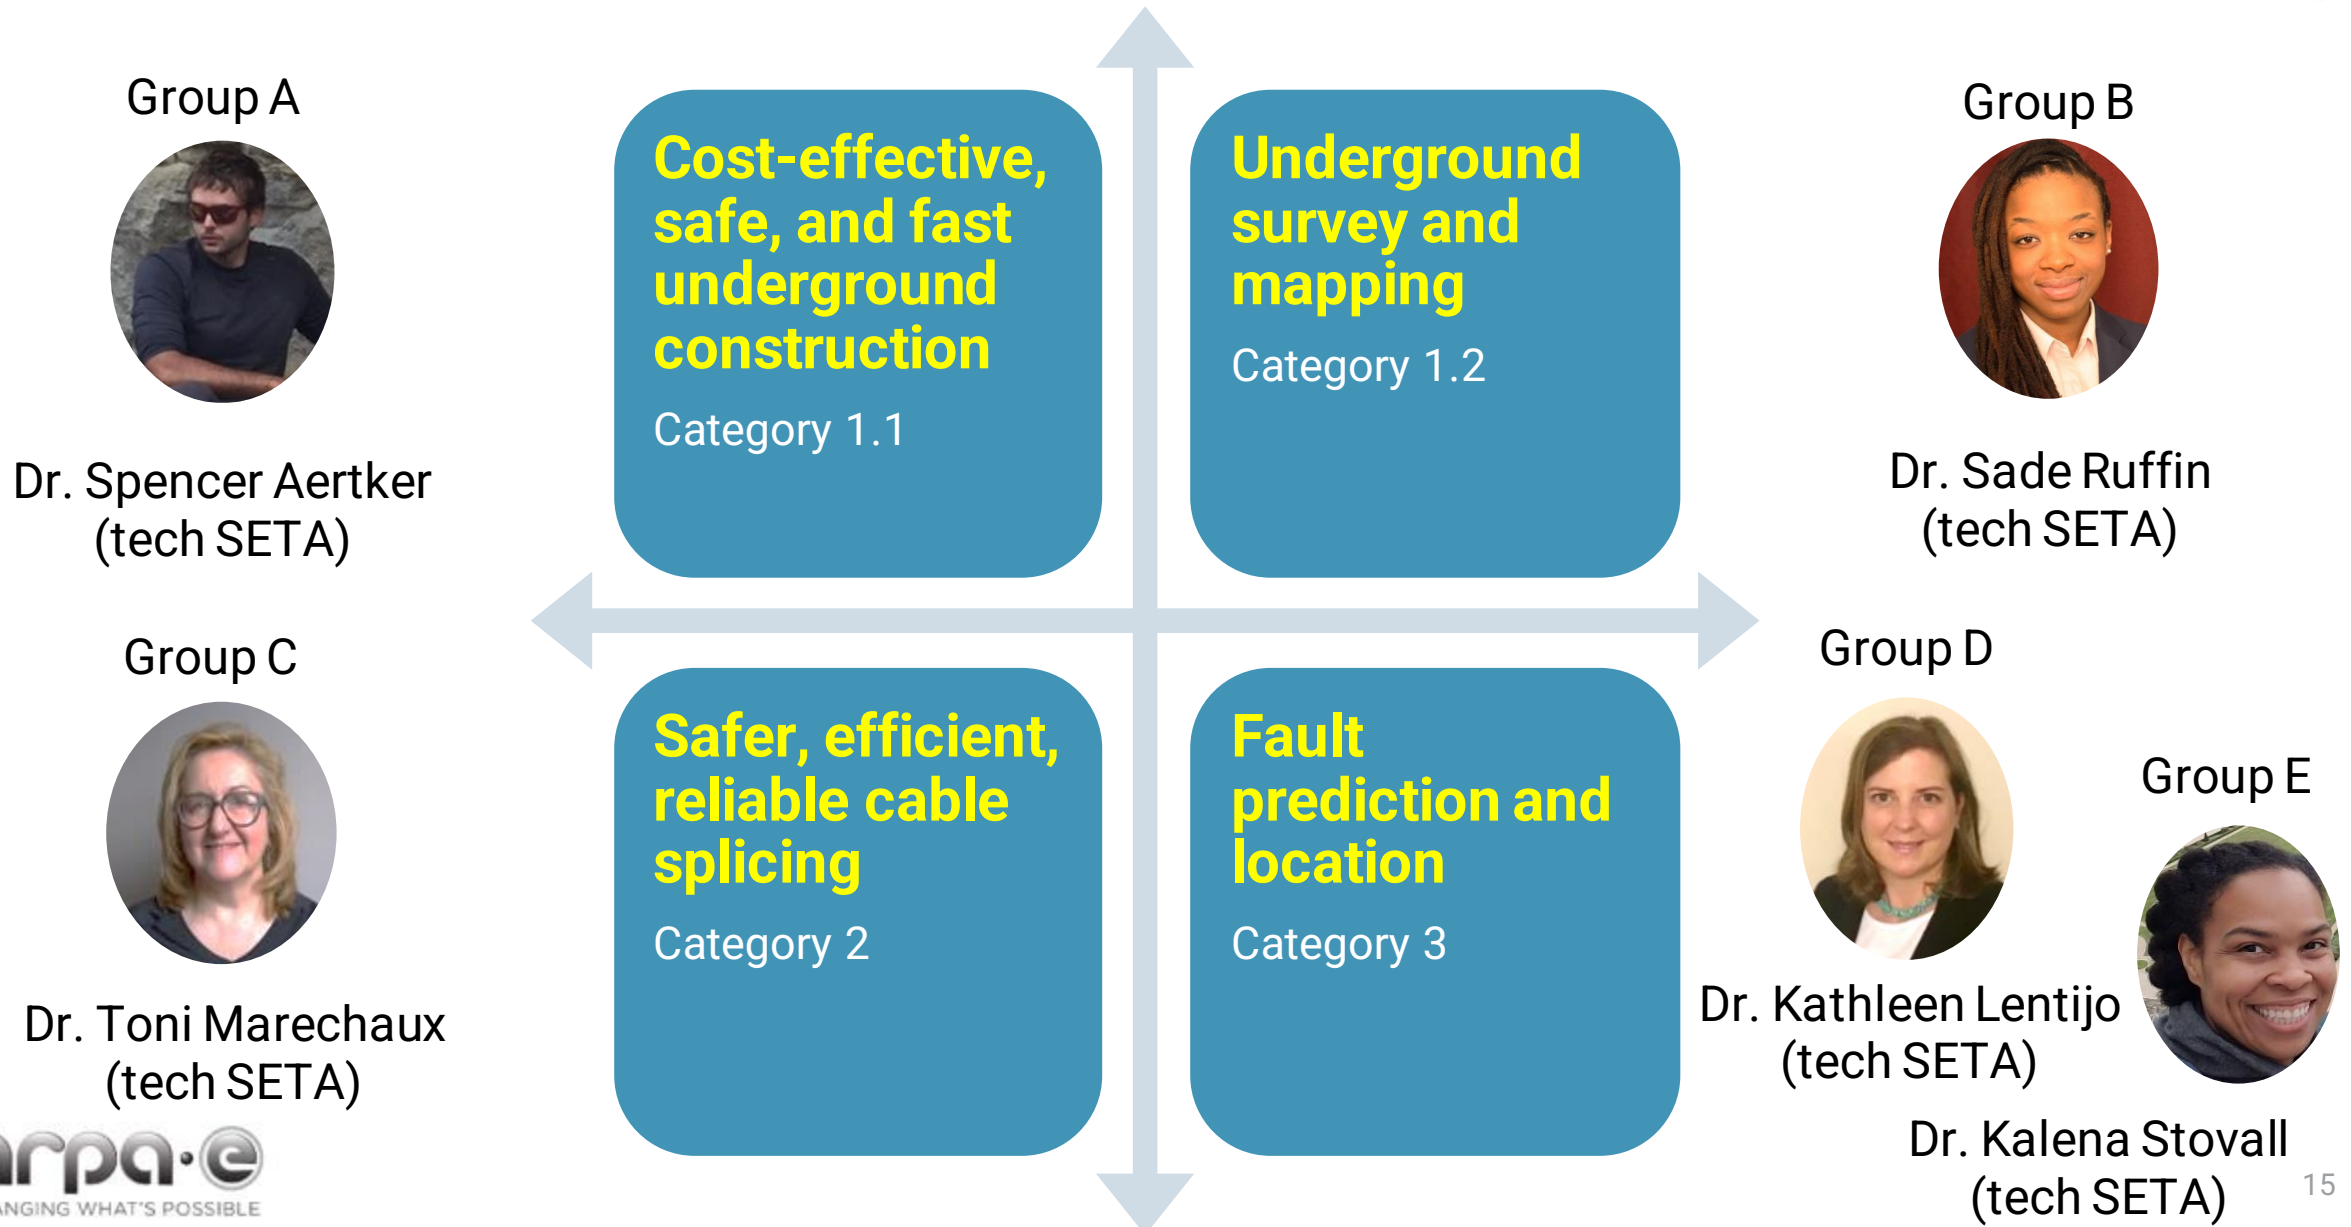 Group A
Dr. Spencer Aertker
(tech SETA)
Cost-effective,
safe, and fast
underground
construction
Category 1.1
Underground
survey and
mapping
Category 1.2
Group B
Dr. Sade Ruffin
(tech SETA)
Group C
Dr. Toni Marechaux
(tech SETA)
Safer, efficient,
reliable cable
splicing
Category 2
Fault
prediction and
location
Category 3
Group D
Dr. Kathleen Lentijo
(tech SETA)
Group E
Dr. Kalena Stovall
(tech SETA)
arpa·e
ANGING WHAT'S POSSIBLE
15